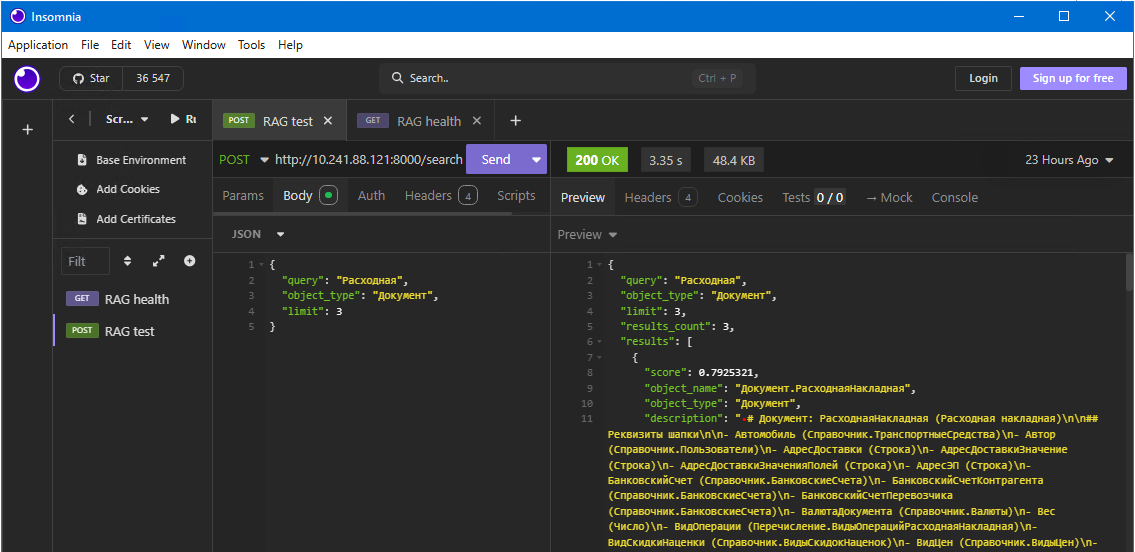 Insomnia
Application File Edit View Window Tools Help
Star 36 547
Search.. Ctrl + P
Login Sign up for free
Scr...
POST RAG test
GET RAG health
Base Environment
Add Cookies
Add Certificates
Filt
GET RAG health
POST RAG test
POST http://10.241.88.121:8000/search Send
Params Body Auth Headers 4 Scripts
JSON
1 {
2 "query": "Расходная",
3 "object_type": "Документ",
4 "limit": 3
5 }
200 OK 3.35 s 48.4 KB 23 Hours Ago
Preview Headers 4 Cookies Tests 0 / 0 → Mock Console
Preview
1 {
2 "query": "Расходная",
3 "object_type": "Документ",
4 "limit": 3,
5 "results_count": 3,
6 "results": [
7 {
8 "score": 0.7925321,
9 "object_name": "Документ.РасходнаяНакладная",
10 "object_type": "Документ",
11 "description": "•# Документ: РасходнаяНакладная (Расходная накладная)\n\n##
Реквизиты шапки\n\n- Автомобиль (Справочник.ТранспортныеСредства)\n- Автор
(Справочник.Пользователи)\n- АдресДоставки (Строка)\n- АдресДоставкиЗначение
(Строка)\n- АдресДоставкиЗначенияПолей (Строка)\n- АдресЭП (Строка)\n-
БанковскийСчет (Справочник.БанковскиеСчета)\n- БанковскийСчетКонтрагента
(Справочник.БанковскиеСчета)\n- БанковскийСчетПеревозчика
(Справочник.БанковскиеСчета)\n- ВалютаДокумента (Справочник.Валюты)\n- Вес
(Число)\n- ВидОперации (Перечисление.ВидыОперацийРасходнаяНакладная)\n-
ВидСкидкиНаценки (Справочник.ВидыСкидокНаценок)\n- ВидЦен (Справочник.ВидыЦен)\n-